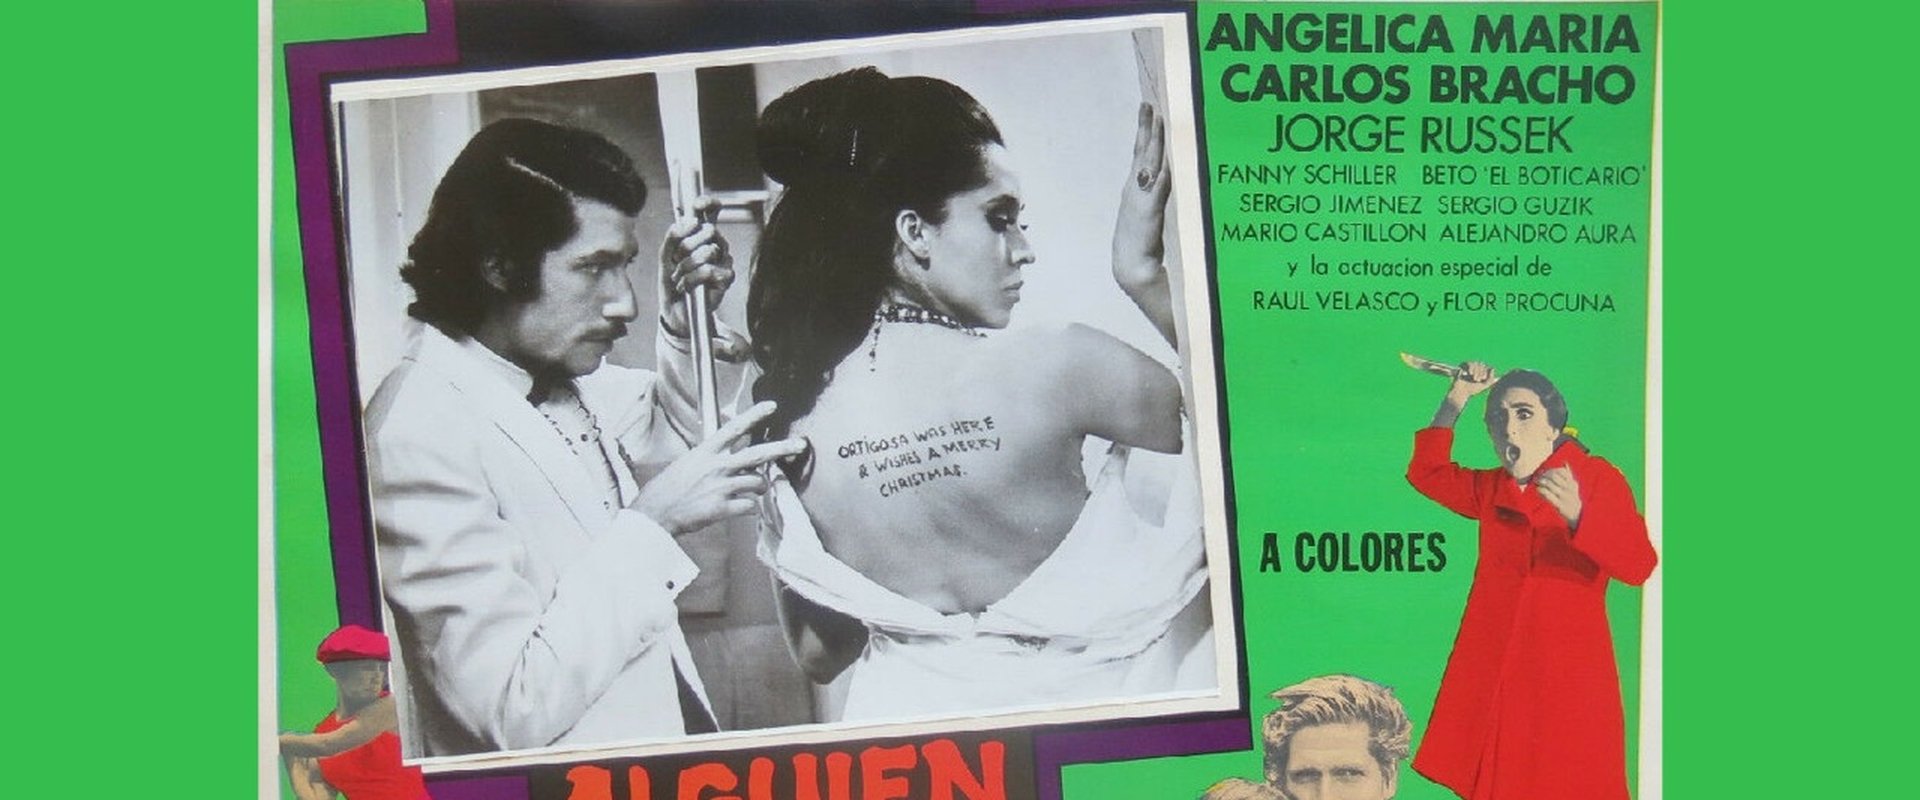 ANGELICA MARIA
CARLOS BRACHO
JORGE RUSSEK
FANNY SCHILLER BETO 'EL BOTICARIO'
SERGIO JIMENEZ SERGIO GUZIK
MARIO CASTILLON ALEJANDRO AURA
y la actuacion especial de
RAUL VELASCO y FLOR PROCUNA
ORTIGOSA WAS HERE
& WISHES A MERRY
CHRISTMAS.
A COLORES
ALGUIEN